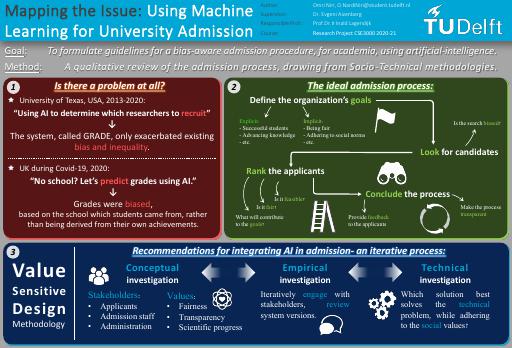 Mapping the Issue: Using Machine
Learning for University Admission
Author:
Supervisor:
Responsible Prof.:
Course:
Omri Nir, O.Nir@student.tudelft.nl
Dr. Evgeni Aizenberg
Prof.Dr.ir Inald Lagendijk
Research Project CSE3000 2020-21
TUDelft
Goal: To formulate guidelines for a bias-aware admission procedure, for academia, using artificial-intelligence.
Method: A qualitative review of the admission process, drawing from Socio-Technical methodologies.
1
Is there a problem at all?
University of Texas, USA, 2013-2020:
"Using AI to determine which researchers to recruit"
The system, called GRADE, only exacerbated existing
bias and inequality.
UK during Covid-19, 2020:
"No school? Let's predict grades using AI."
Grades were biased,
based on the school which students came from, rather
than being derived from their own achievements.
2
The ideal admission process:
Define the organization's goals
Explicit:
- Successful students
- Advancing knowledge
- etc.
Implicit:
- Being fair
- Adhering to social norms
- etc.
Is the search biased?
Look for candidates
Rank the applicants
Is it fair?
Is it feasible?
What will contribute
to the goals?
Conclude the process
Provide feedback
to the applicants
Make the process
transparent
3
Recommendations for integrating AI in admission- an iterative process:
Value
Sensitive
Design
Methodology
Conceptual
investigation
Stakeholders:
• Applicants
• Admission staff
• Administration
Values:
• Fairness
• Transparency
• Scientific progress
Empirical
investigation
Iteratively engage with
stakeholders, review
system versions.
Technical
investigation
Which solution best
solves the technical
problem, while adhering
to the social values?